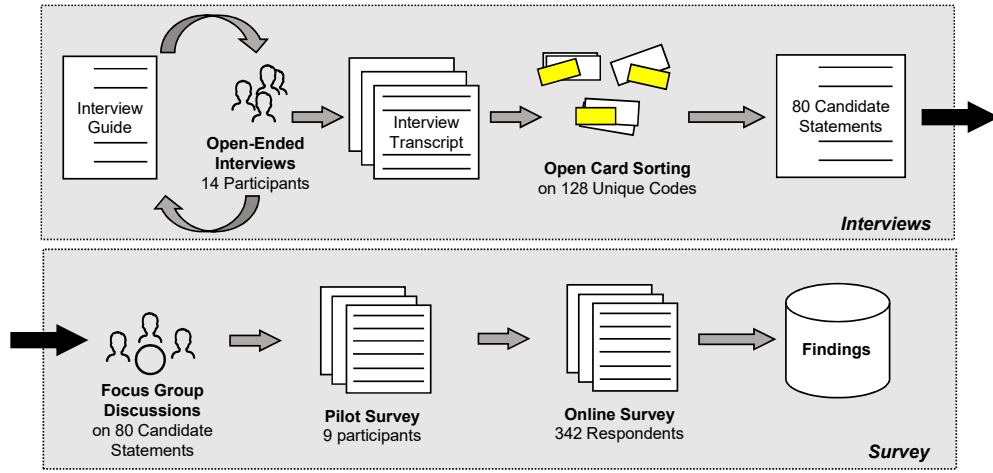 Interview
Guide
Open-Ended
Interviews
14 Participants
Interview
Transcript
Open Card Sorting
on 128 Unique Codes
80 Candidate
Statements
Interviews
Focus Group
Discussions
on 80 Candidate
Statements
Pilot Survey
9 participants
Online Survey
342 Respondents
Findings
Survey